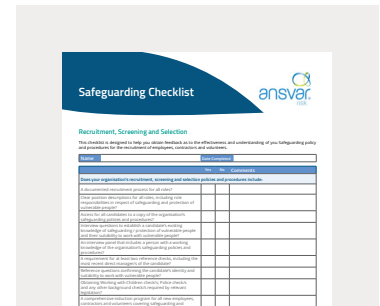 Safeguarding Checklist
ansvar
Recruitment, Screening and Selection
This checklist is designed to help you obtain feedback as to the effectiveness and understanding of you Safeguarding policy
and procedures for the recruitment of employees, contractors and volunteers.
Name Date Completed
Yes No Comments
Does your organisation's recruitment, screening and selection policies and procedures include:
A documented recruitment process for all roles?
Clear position descriptions for all roles, including role
responsibilities in respect of safeguarding and protection of
vulnerable people?
Access for all candidates to a copy of the organisation's
safeguarding policies and procedures?
Interview questions to establish a candidate's existing
knowledge of safeguarding / protection of vulnerable people
and their suitability to work with vulnerable people?
An interview panel that includes a person with a working
knowledge of the organisation's safeguarding policies and
procedures?
A requirement for at least two reference checks, including the
most recent direct manager/s of the candidate?
Reference questions confirming the candidate's identity and
suitability to work with vulnerable people?
Obtaining Working with Children check/s, Police check/s
and any other background check/s required by relevant
legislation?
A comprehensive induction program for all new employees,
contractors and volunteers covering safeguarding and